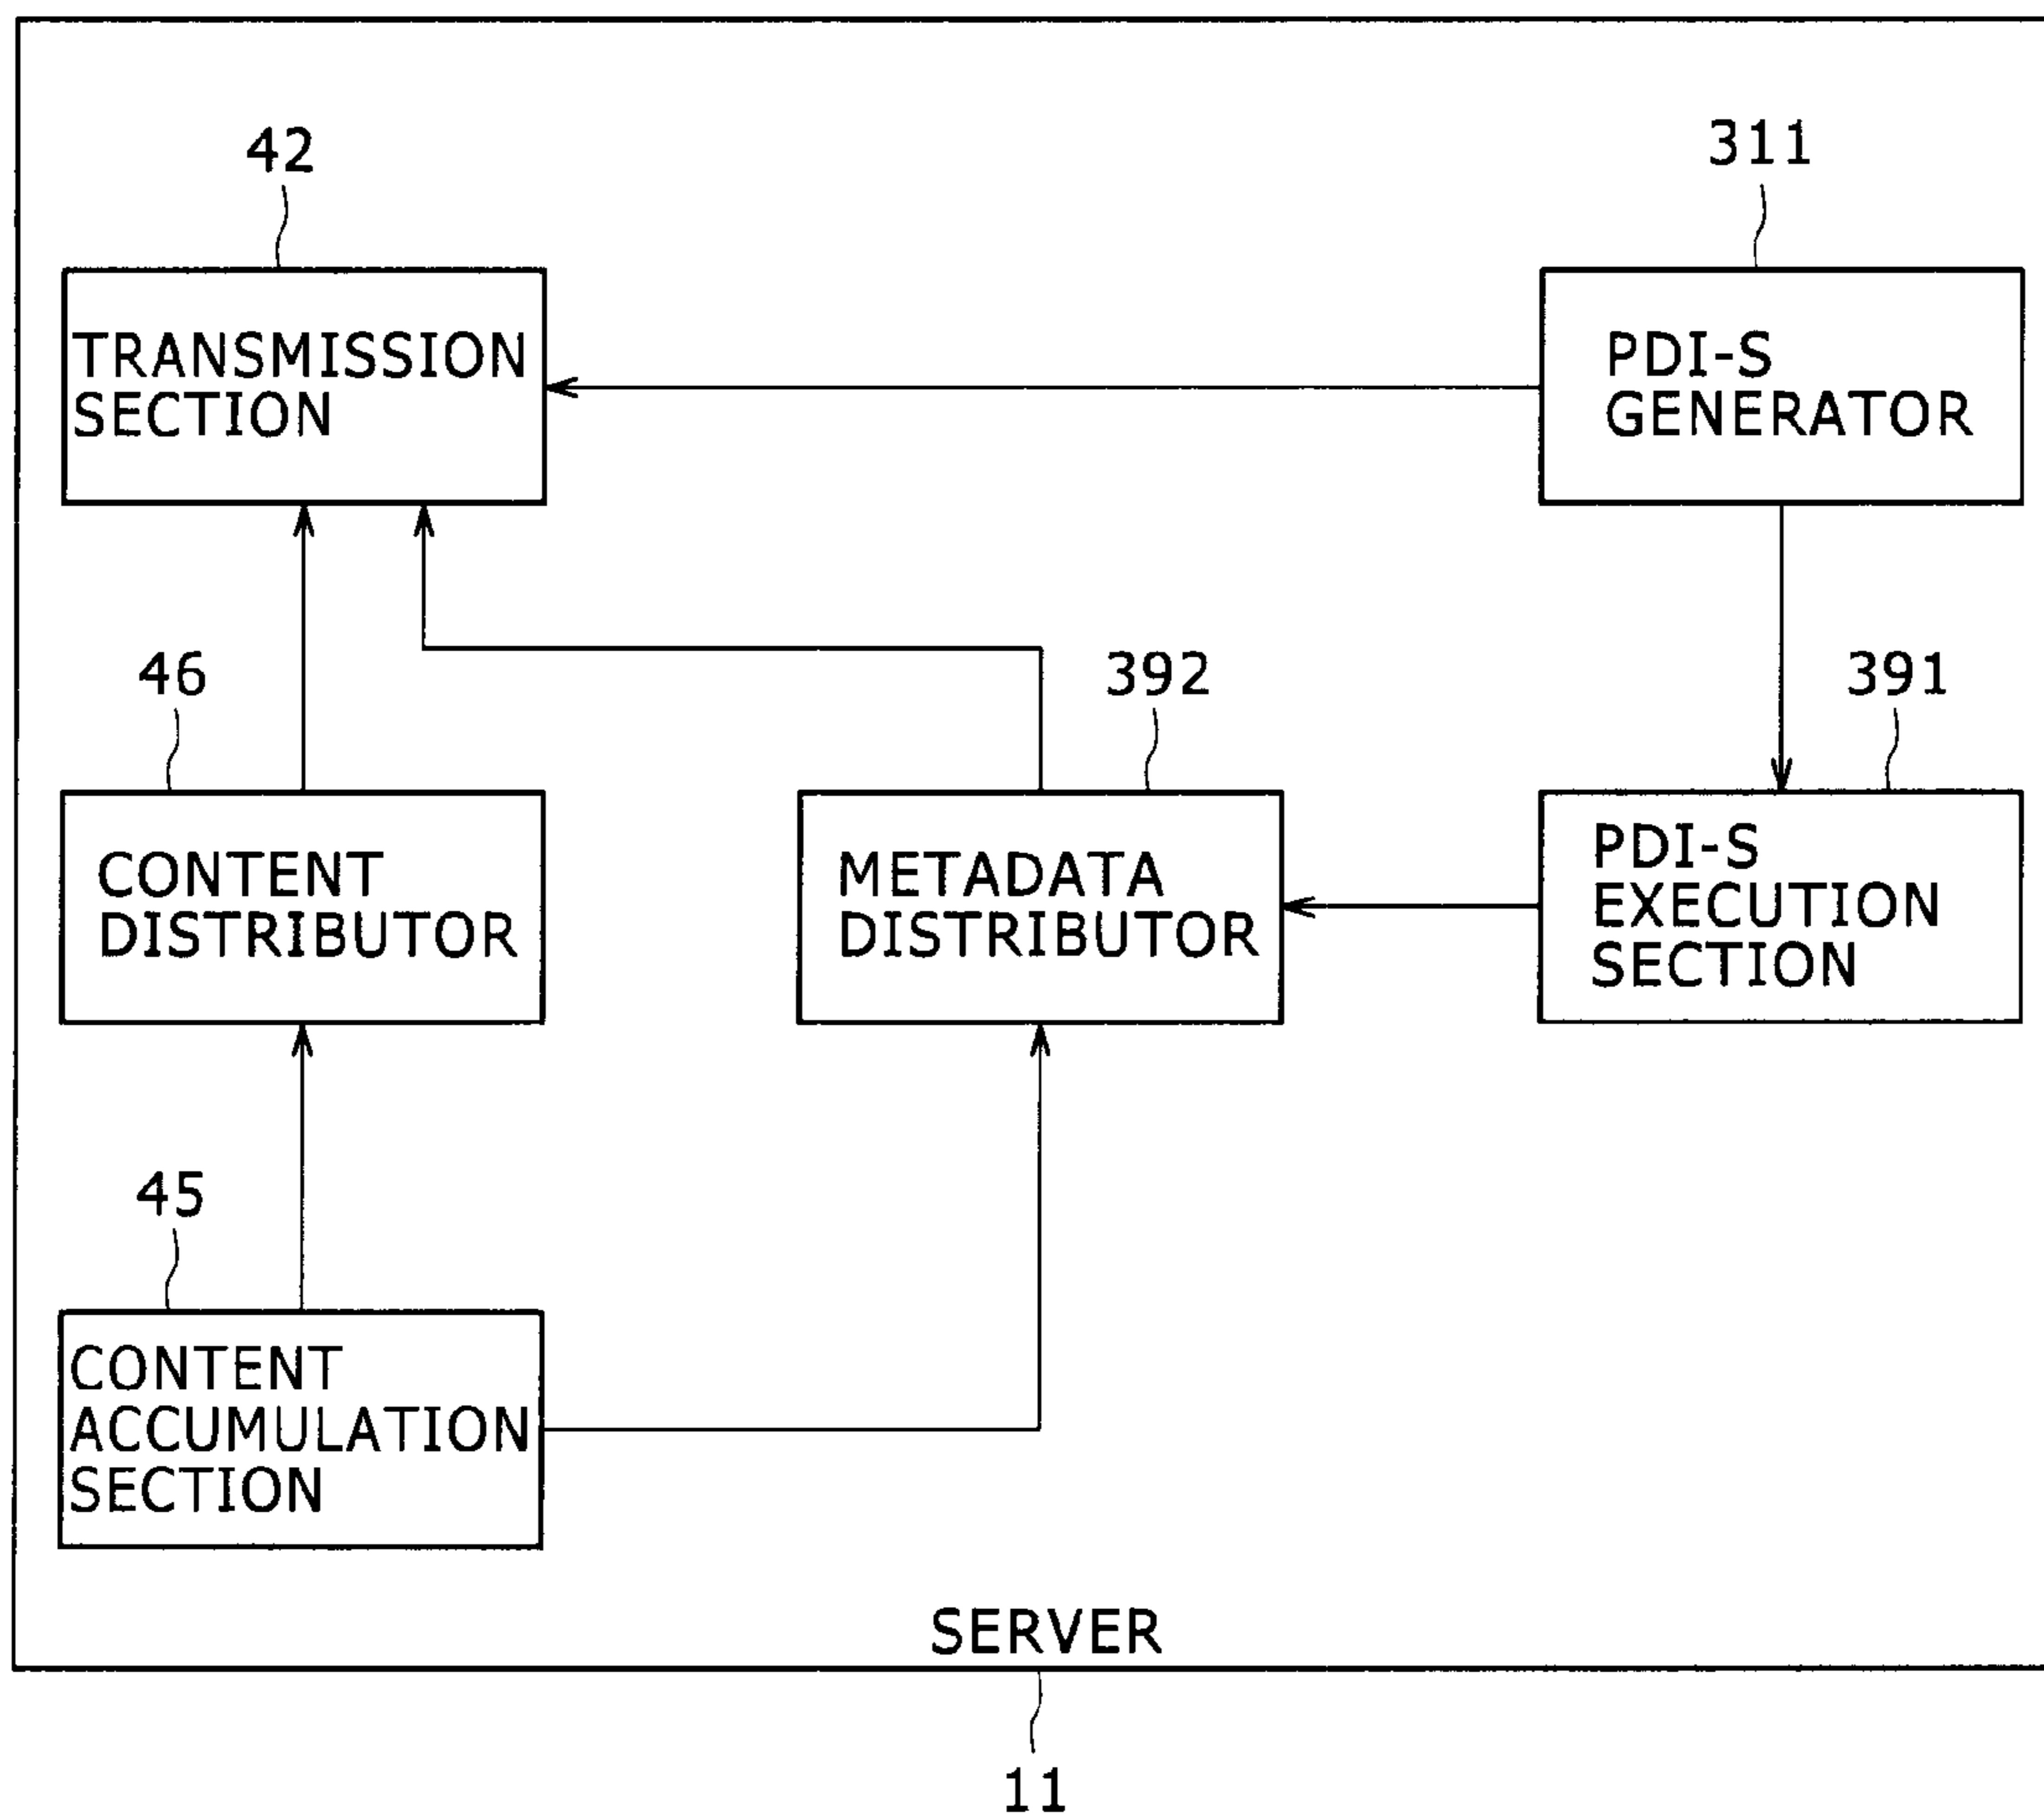 42
311
TRANSMISSION
SECTION
PDI-S
GENERATOR
46
392
391
CONTENT
DISTRIBUTOR
METADATA
DISTRIBUTOR
PDI-S
EXECUTION
SECTION
45
CONTENT
ACCUMULATION
SECTION
SERVER
11